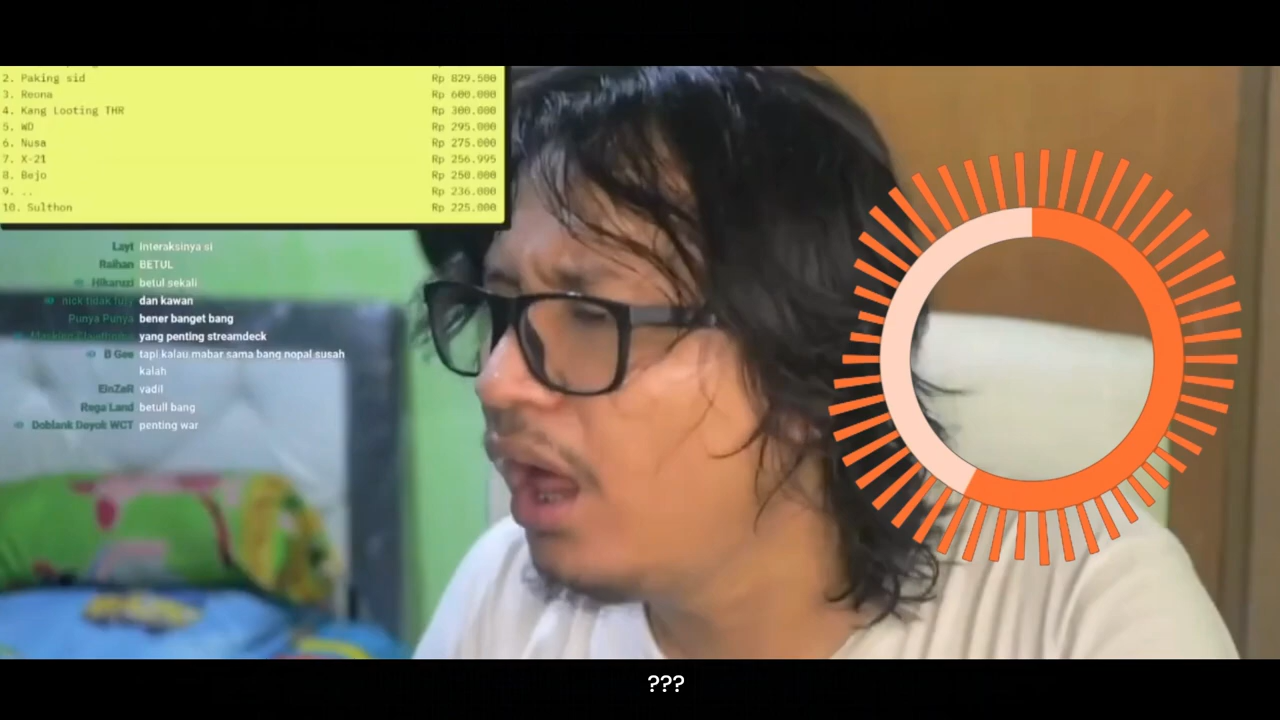 2. Paking sid Rp 829.500
3. Reona Rp 600.000
4. Kang Looting THR Rp 300.000
5. WD Rp 295.000
6. Nusa Rp 275.000
7. X-21 Rp 256.995
8. Bejo Rp 250.000
9. .. Rp 236.000
10. Sulthon Rp 225.000
Layt Interaksinya si
Raihan BETUL
Hikaruzi betul sekali
nick tidak fuly dan kawan
Punya Punya bener banget bang
yang penting streamdeck
B Gee tapi kalau mabar sama bang nopal susah
kalah
EinZaR vadil
Rega Land betull bang
Doblank Doyok WCT penting war
???